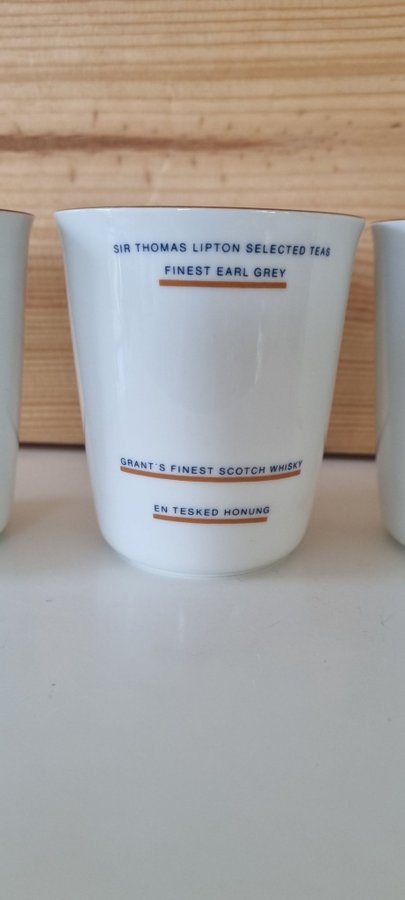 SIR THOMAS LIPTON SELECTED TEAS
FINEST EARL GREY
GRANT´S FINEST SCOTCH WHISKY
EN TESKED HONUNG